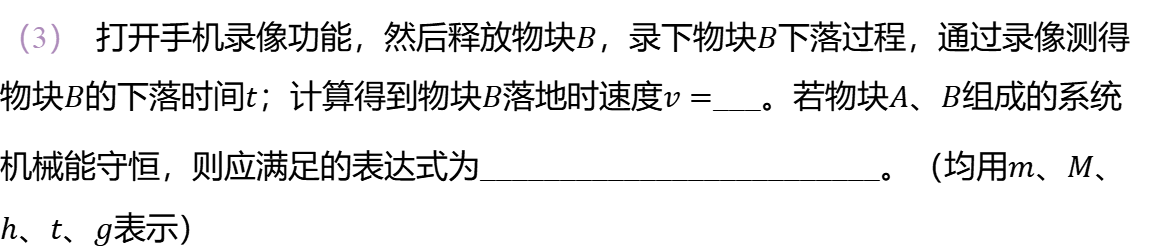 （3） 打开手机录像功能，然后释放物块B，录下物块B下落过程，通过录像测得
物块B的下落时间t；计算得到物块B落地时速度v =___。若物块A、B组成的系统
机械能守恒，则应满足的表达式为_________________________。（均用m、M、
h、t、g表示）